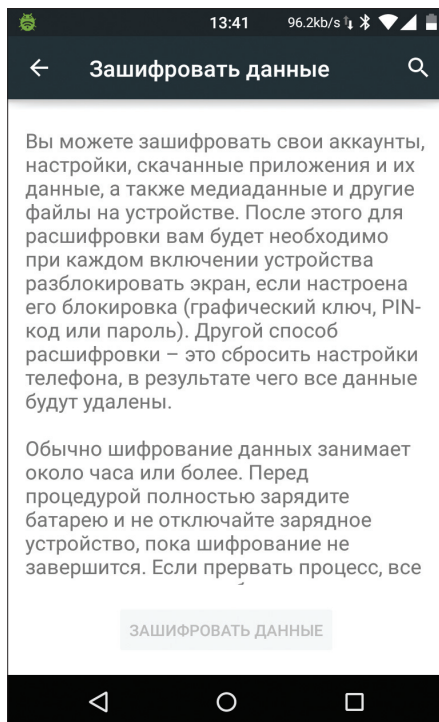 13:41 96.2kb/s
Зашифровать данные
Вы можете зашифровать свои аккаунты,
настройки, скачанные приложения и их
данные, а также медиаданные и другие
файлы на устройстве. После этого для
расшифровки вам будет необходимо
при каждом включении устройства
разблокировать экран, если настроена
его блокировка (графический ключ, PIN-
код или пароль). Другой способ
расшифровки – это сбросить настройки
телефона, в результате чего все данные
будут удалены.
Обычно шифрование данных занимает
около часа или более. Перед
процедурой полностью зарядите
батарею и не отключайте зарядное
устройство, пока шифрование не
завершится. Если прервать процесс, все
ЗАШИФРОВАТЬ ДАННЫЕ